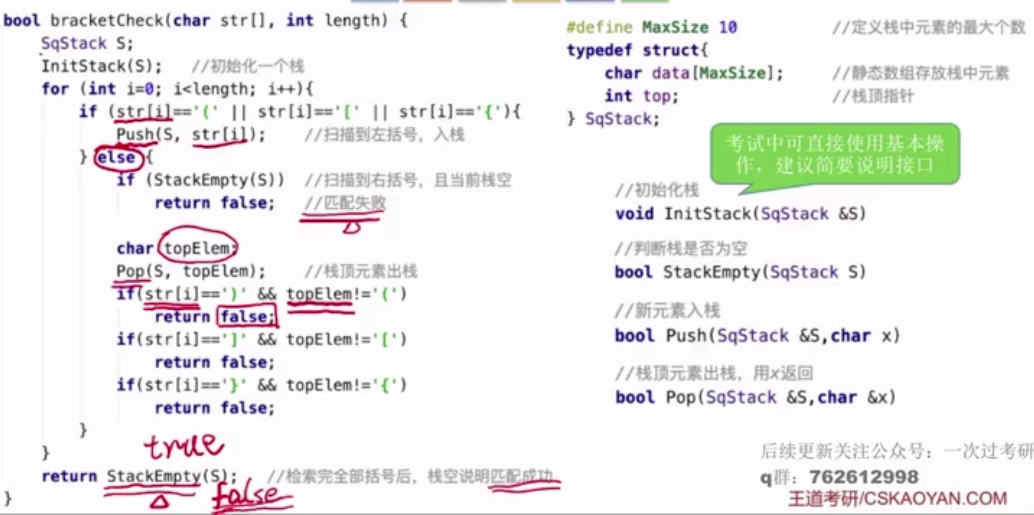 bool bracketCheck(char str[], int length) {
SqStack S;
InitStack(S); //初始化一个栈
for (int i=0; i<length; i++){
if (str[i]=='(' || str[i]=='[' || str[i]=='{'){
Push(S, str[i]); //扫描到左括号，入栈
} else {
if (StackEmpty(S)) //扫描到右括号，且当前栈空
return false; //匹配失败
char topElem;
Pop(S, topElem); //栈顶元素出栈
if(str[i]==')' && topElem!='(')
return false;
if(str[i]==']' && topElem!='[')
return false;
if(str[i]=='}' && topElem!='{')
return false;
}
}
true
return StackEmpty(S); //检索完全部括号后，栈空说明匹配成功
}
false
#define MaxSize 10 //定义栈中元素的最大个数
typedef struct{
char data[MaxSize]; //静态数组存放栈中元素
int top; //栈顶指针
} SqStack;
考试中可直接使用基本操
作，建议简要说明接口
//初始化栈
void InitStack(SqStack &S)
//判断栈是否为空
bool StackEmpty(SqStack S)
//新元素入栈
bool Push(SqStack &S,char x)
//栈顶元素出栈，用x返回
bool Pop(SqStack &S,char &x)
后续更新关注公众号：一次过考研
q群：762612998
王道考研/CSKAOYAN.COM